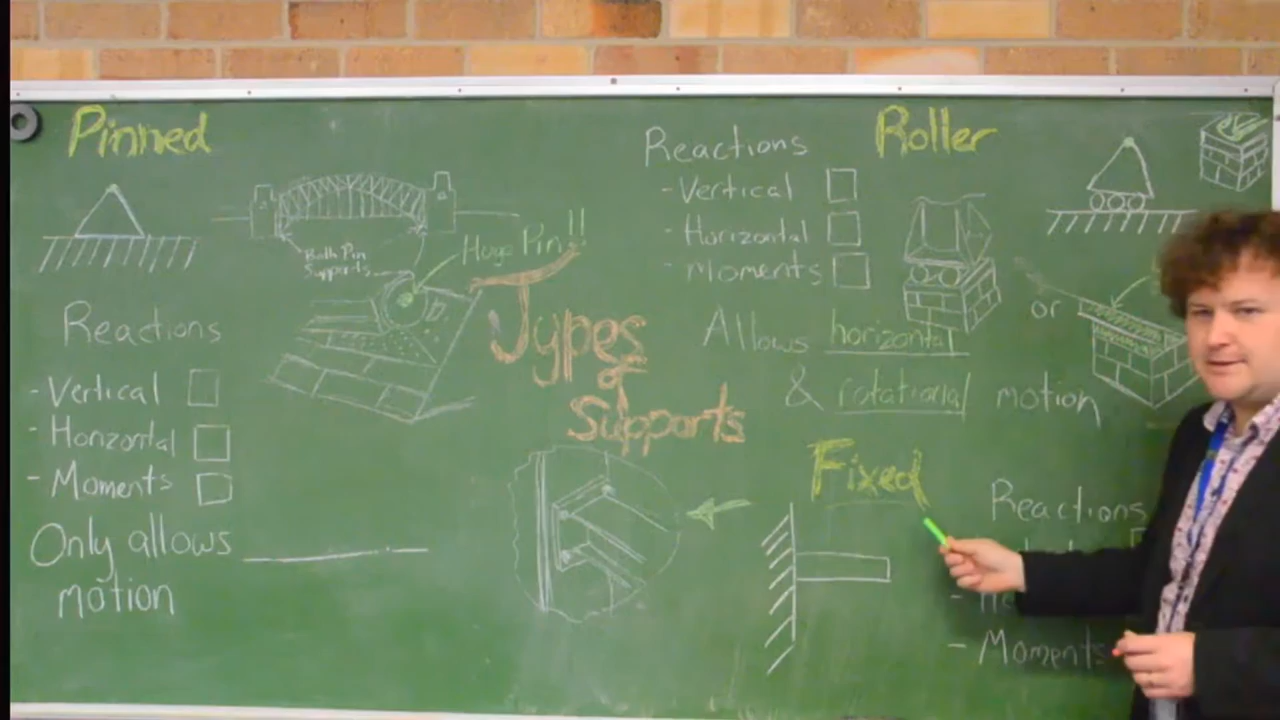 Pinned
Both Pin
Supports
Huge Pin!!
Reactions
- Vertical
- Horizontal
- Moments
Only allows ________
motion
Types
of
Supports
Roller
Reactions
- Vertical
- Horizontal
- Moments
or
Allows horizontal
& rotational motion
Fixed
Reactions
- Moments